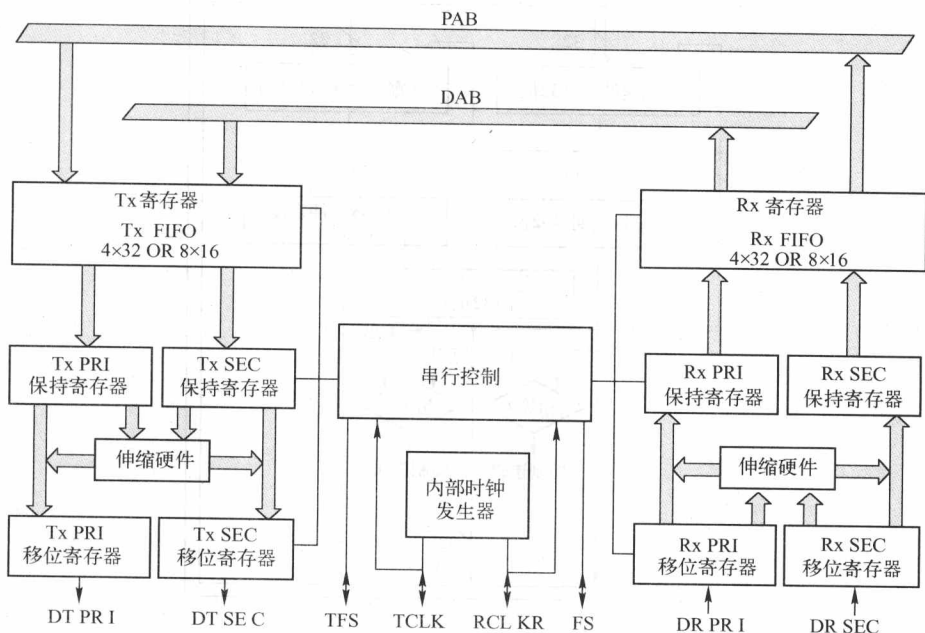 PAB
DAB
Tx 寄存器
Tx FIFO
4×32 OR 8×16
Rx 寄存器
Rx FIFO
4×32 OR 8×16
Tx PRI
保持寄存器
Tx SEC
保持寄存器
串行控制
Rx PRI
保持寄存器
Rx SEC
保持寄存器
伸缩硬件
内部时钟
发生器
伸缩硬件
Tx PRI
移位寄存器
Tx SEC
移位寄存器
Rx PRI
移位寄存器
Rx SEC
移位寄存器
DT PR I
DT SE C
TFS
TCLK
RCL KR
FS
DR PR I
DR SEC